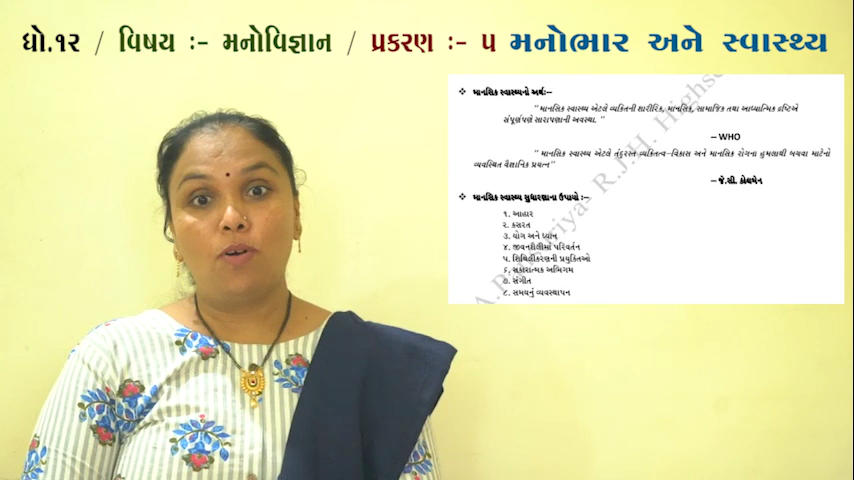 ધો.૧૨ / વિષય :- મનોવિજ્ઞાન / પ્રકરણ :- ૫ મનોભાર અને સ્વાસ્થ્ય
❖ માનસિક સ્વાસ્થ્યનો અર્થ:–
“ માનસિક સ્વાસ્થ્ય એટલે વ્યક્તિની શારીરિક, માનસિક, સામાજિક તથા આધ્યાત્મિક દ્રષ્ટિએ
સંપૂર્ણપણે સારાપણાની અવસ્થા. ”
– WHO
“ માનસિક સ્વાસ્થ્ય એટલે તંદુરસ્ત વ્યક્તિત્વ–વિકાસ અને માનસિક રોગના હુમલાથી બચવા માટેનો
વ્યવસ્થિત વૈજ્ઞાનિક પ્રયત્ન”
– જે.સી. કોલમેન
❖ માનસિક સ્વાસ્થ્ય સુધારણાના ઉપાયો :–
૧. આહાર
૨. કસરત
૩. યોગ અને ધ્યાન
૪. જીવનશૈલીમાં પરિવર્તન
૫. શિથિલીકરણની પ્રયુક્તિઓ
૬. સકારાત્મક અભિગમ
૭. સંગીત
૮. સમયનું વ્યવસ્થાપન
R.J.H.